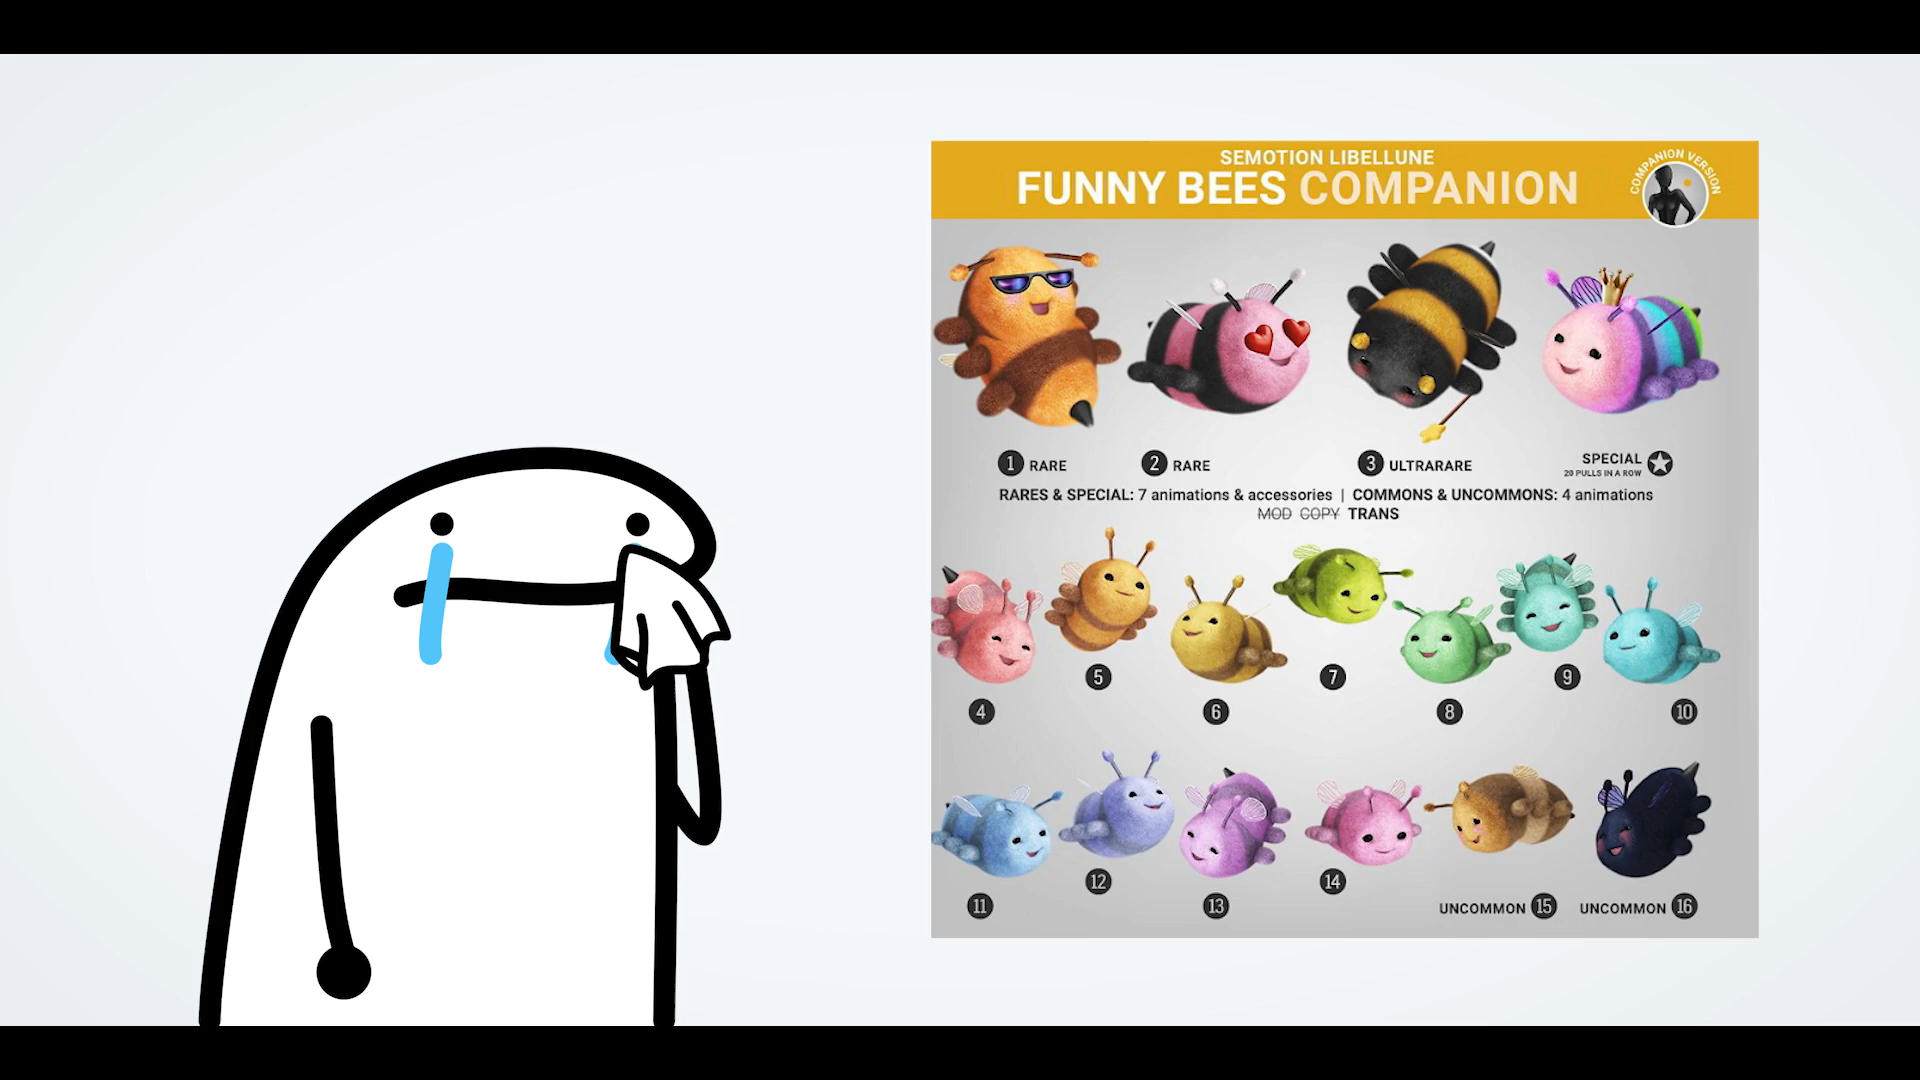 SEMOTION LIBELLUNE
FUNNY BEES COMPANION
COMPANION VERSION
1 RARE
2 RARE
3 ULTRARARE
SPECIAL
20 PULLS IN A ROW
RARES & SPECIAL: 7 animations & accessories | COMMONS & UNCOMMONS: 4 animations
MOD COPY TRANS
4
5
6
7
8
9
10
11
12
13
14
UNCOMMON 15
UNCOMMON 16